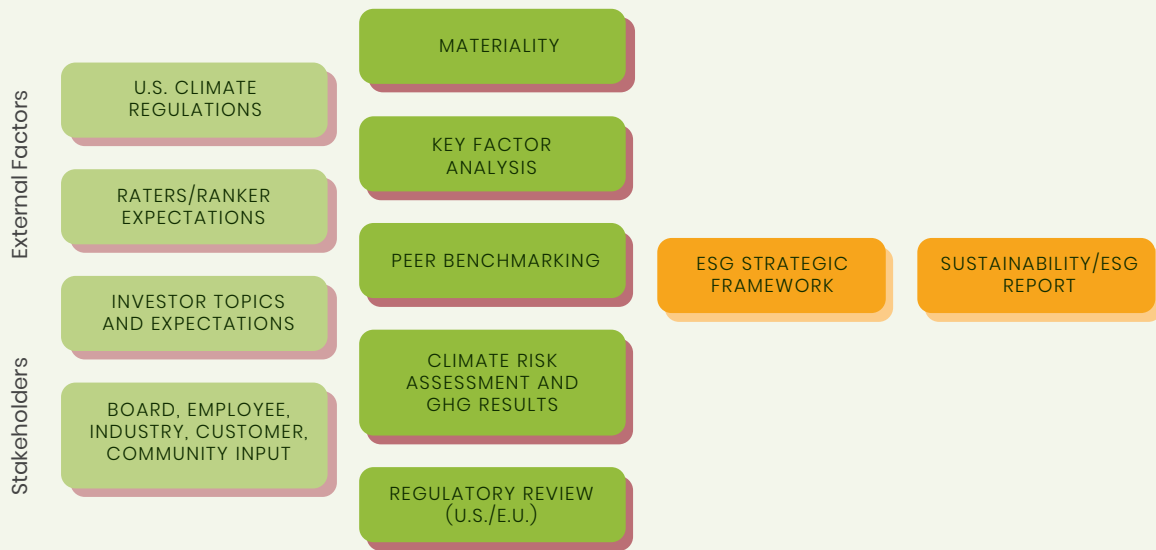 External Factors
Stakeholders
U.S. CLIMATE
REGULATIONS
RATERS/RANKER
EXPECTATIONS
INVESTOR TOPICS
AND EXPECTATIONS
BOARD, EMPLOYEE,
INDUSTRY, CUSTOMER,
COMMUNITY INPUT
MATERIALITY
KEY FACTOR
ANALYSIS
PEER BENCHMARKING
CLIMATE RISK
ASSESSMENT AND
GHG RESULTS
REGULATORY REVIEW
(U.S./E.U.)
ESG STRATEGIC
FRAMEWORK
SUSTAINABILITY/ESG
REPORT